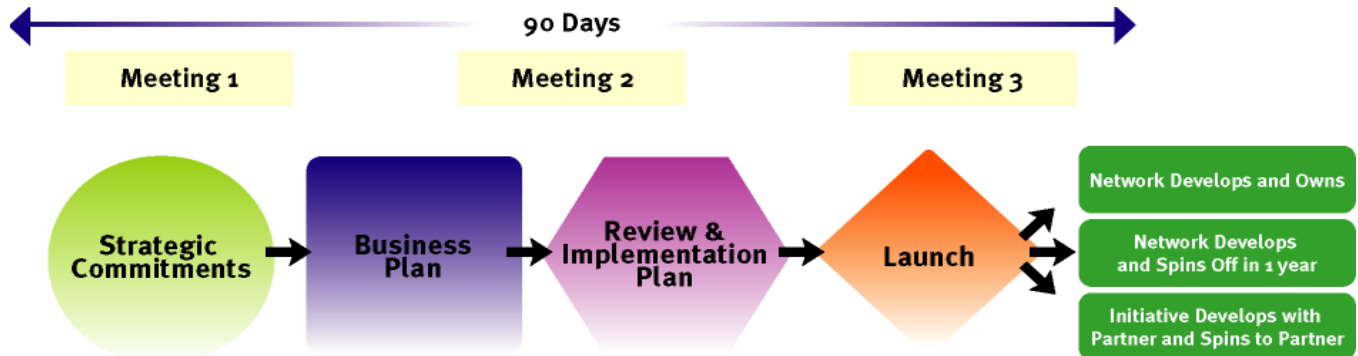 90 Days
Meeting 1
Meeting 2
Meeting 3
Strategic
Commitments
Business
Plan
Review &
Implementation
Plan
Launch
Network Develops and Owns
Network Develops
and Spins Off in 1 year
Initiative Develops with
Partner and Spins to Partner